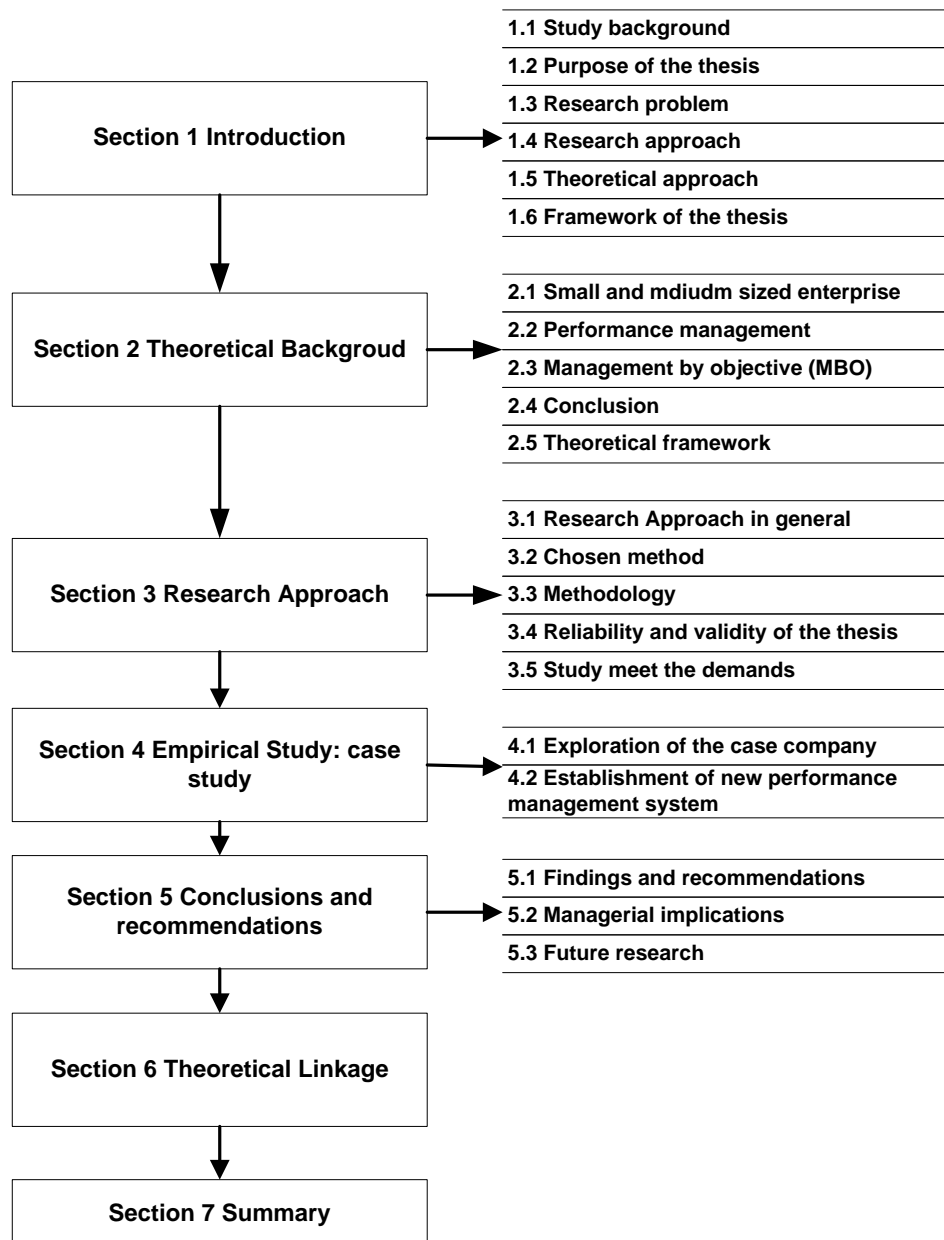 1.1 Study background
1.2 Purpose of the thesis
Section 1 Introduction
1.3 Research problem
1.4 Research approach
1.5 Theoretical approach
1.6 Framework of the thesis
2.1 Small and mdiudm sized enterprise
Section 2 Theoretical Backgroud
2.2 Performance management
2.3 Management by objective (MBO)
2.4 Conclusion
2.5 Theoretical framework
3.1 Research Approach in general
3.2 Chosen method
Section 3 Research Approach
3.3 Methodology
3.4 Reliability and validity of the thesis
3.5 Study meet the demands
Section 4 Empirical Study: case
study
4.1 Exploration of the case company
4.2 Establishment of new performance
management system
Section 5 Conclusions and
recommendations
5.1 Findings and recommendations
5.2 Managerial implications
5.3 Future research
Section 6 Theoretical Linkage
Section 7 Summary